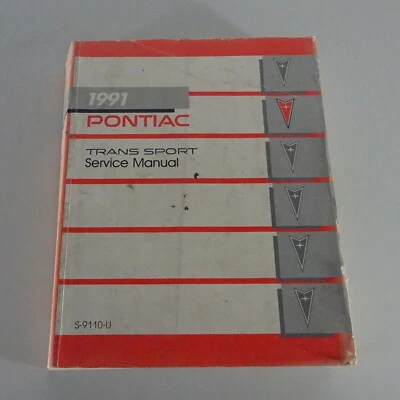 1991
PONTIAC
TRANS SPORT
Service Manual
S-9110-U